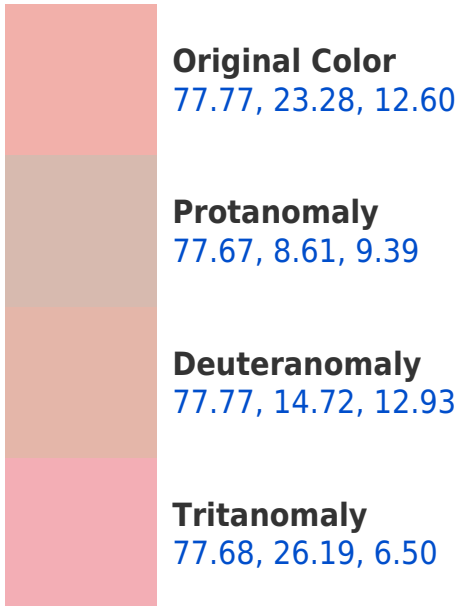 Original Color
77.77, 23.28, 12.60
Protanomaly
77.67, 8.61, 9.39
Deuteranomaly
77.77, 14.72, 12.93
Tritanomaly
77.68, 26.19, 6.50